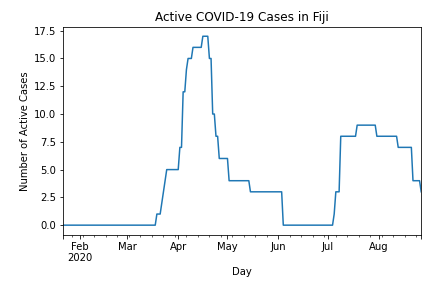 Active COVID-19 Cases in Fiji
17.5
15.0
12.5
10.0
7.5
5.0
2.5
0.0
Number of Active Cases
Feb Mar Apr May Jun Jul Aug
2020
Day